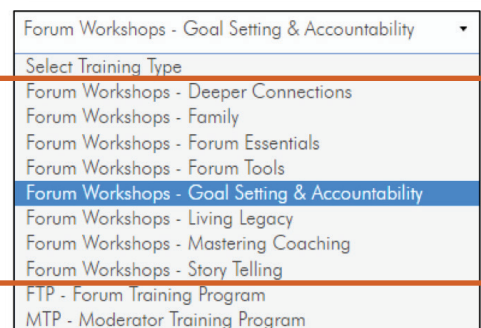 Forum Workshops - Goal Setting & Accountability
Select Training Type
Forum Workshops - Deeper Connections
Forum Workshops - Family
Forum Workshops - Forum Essentials
Forum Workshops - Forum Tools
Forum Workshops - Goal Setting & Accountability
Forum Workshops - Living Legacy
Forum Workshops - Mastering Coaching
Forum Workshops - Story Telling
FTP - Forum Training Program
MTP - Moderator Training Program